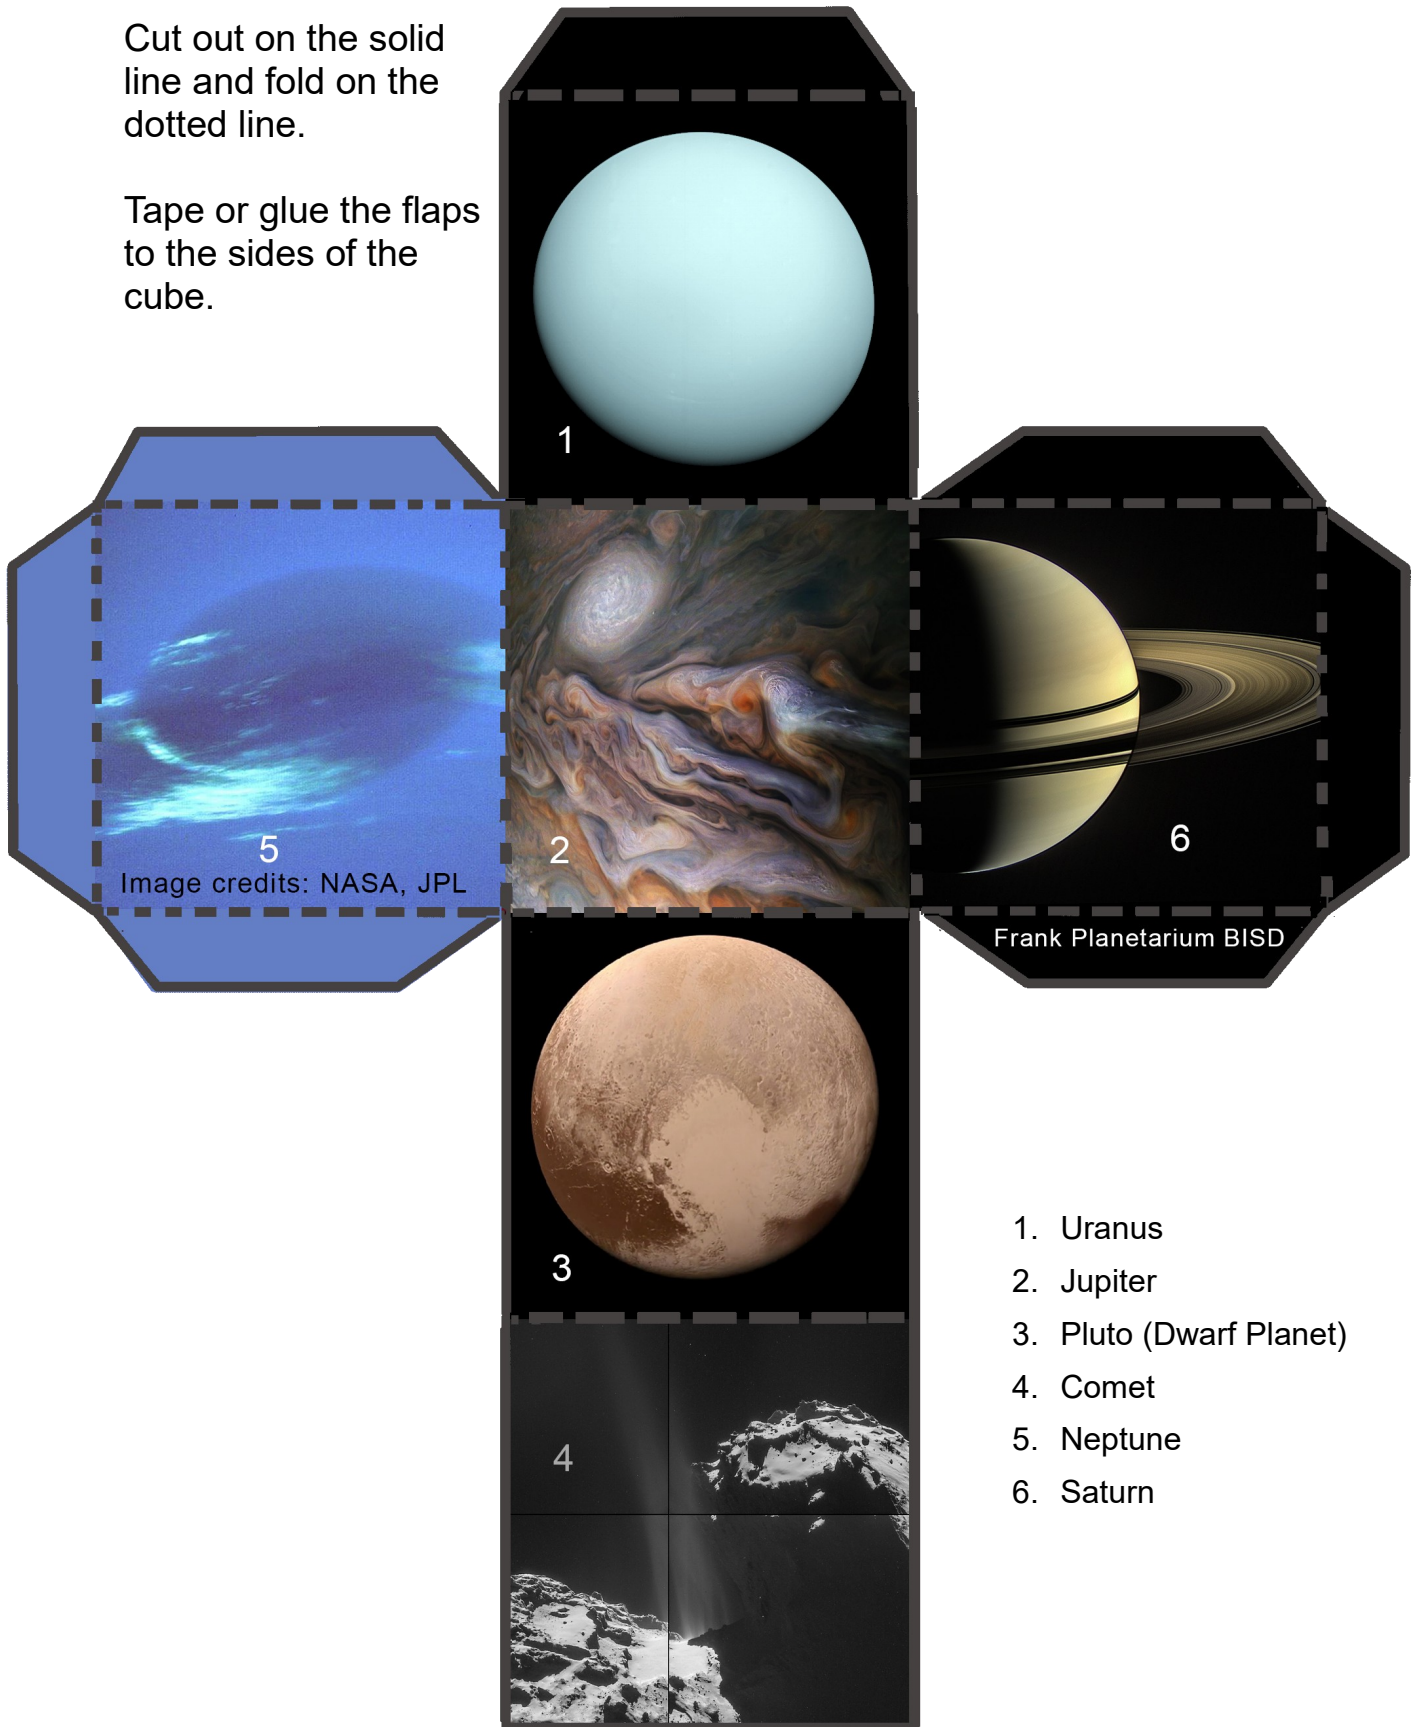 Cut out on the solid
line and fold on the
dotted line.
Tape or glue the flaps
to the sides of the
cube.
1
5
Image credits: NASA, JPL
2
6
Frank Planetarium BISD
3
4
1. Uranus
2. Jupiter
3. Pluto (Dwarf Planet)
4. Comet
5. Neptune
6. Saturn